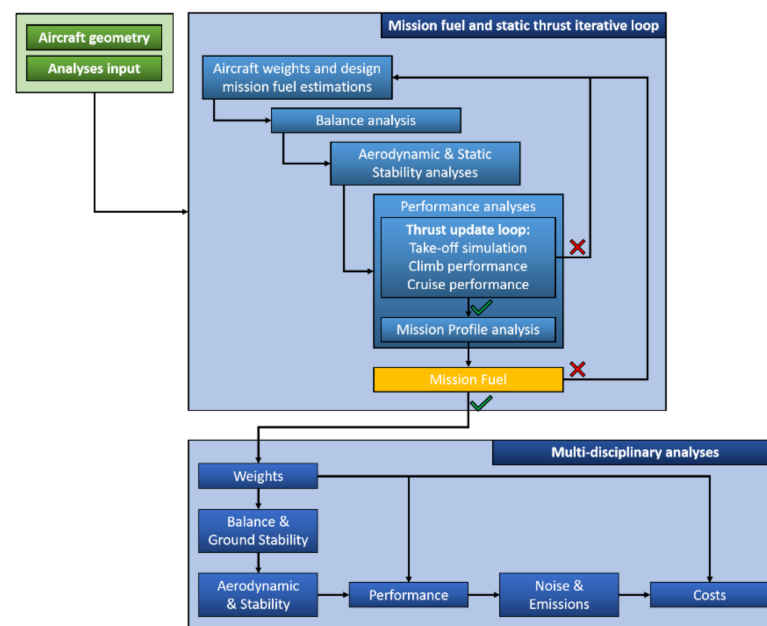 Aircraft geometry
Analyses input
Mission fuel and static thrust iterative loop
Aircraft weights and design
mission fuel estimations
Balance analysis
Aerodynamic & Static
Stability analyses
Performance analyses
Thrust update loop:
Take-off simulation
Climb performance
Cruise performance
Mission Profile analysis
Mission Fuel
Multi-disciplinary analyses
Weights
Balance &
Ground Stability
Aerodynamic
& Stability
Performance
Noise &
Emissions
Costs